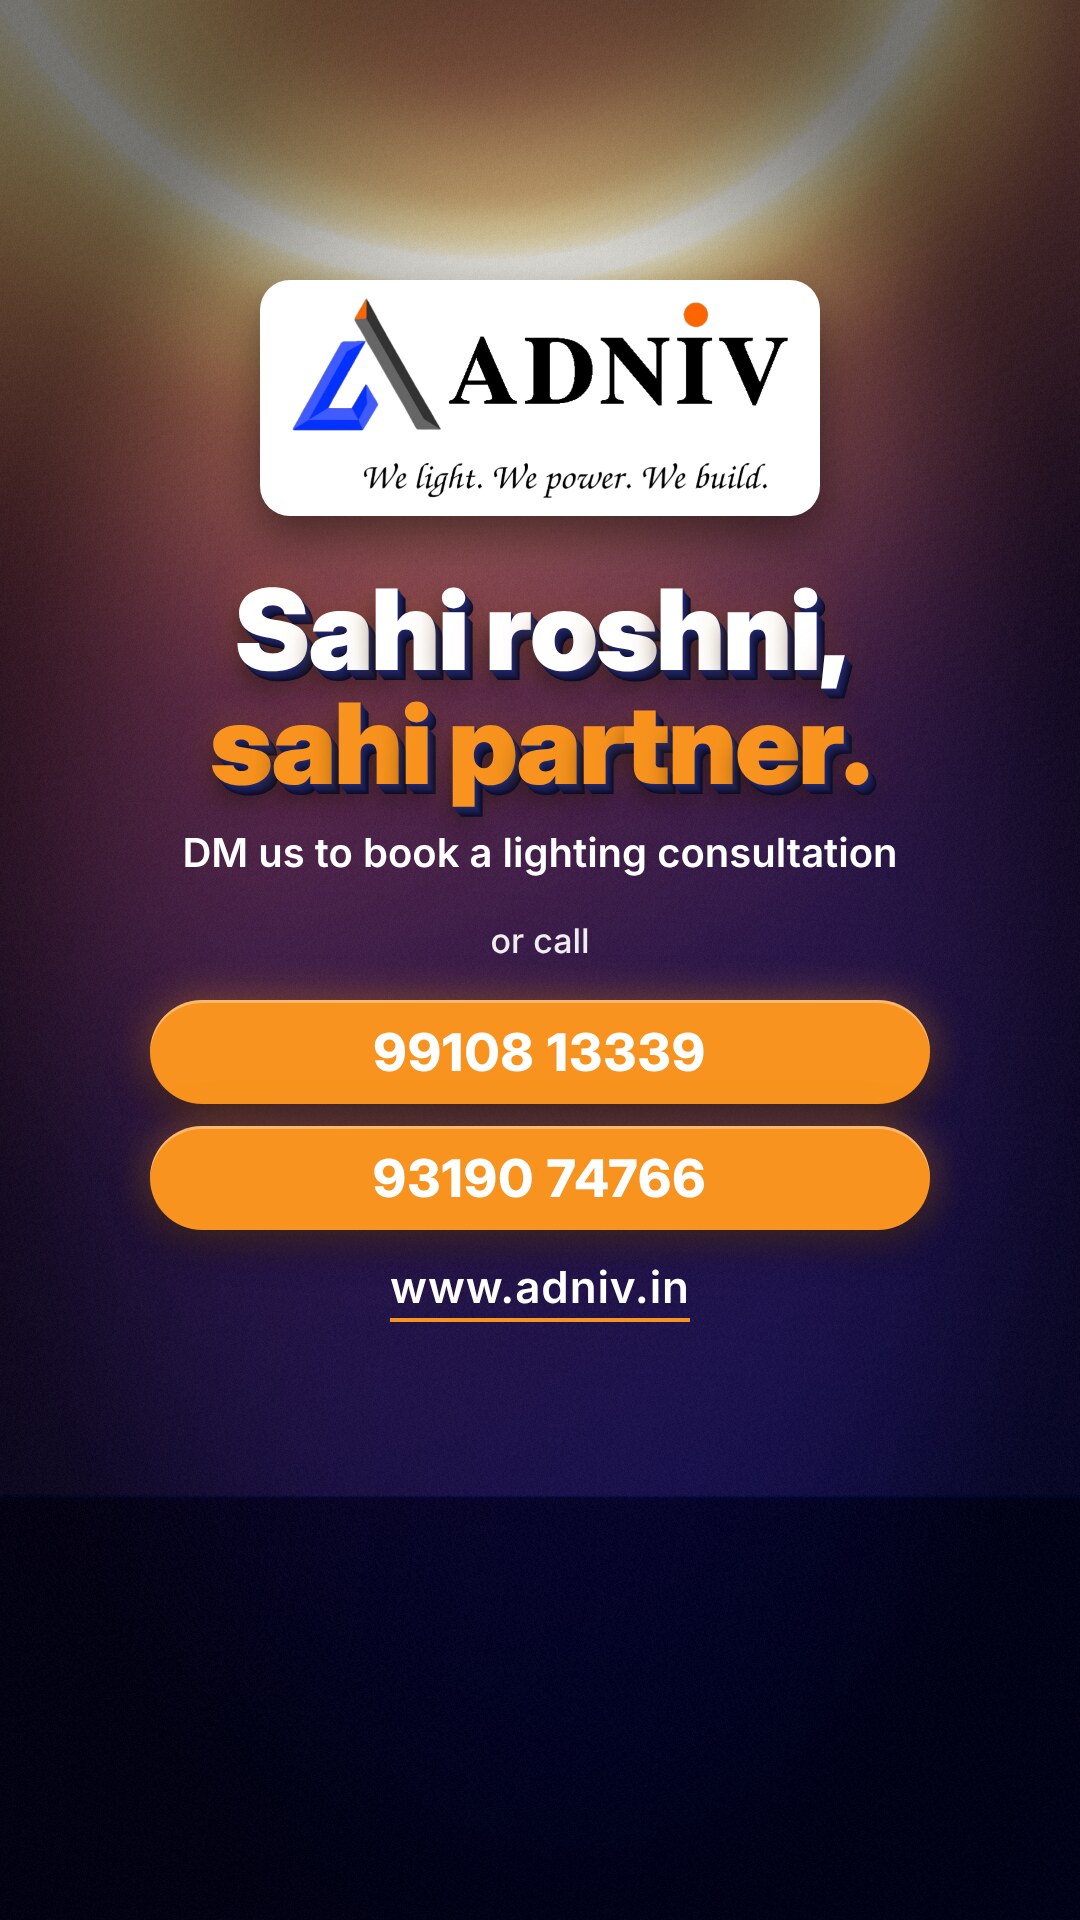 ADNiV
We light. We power. We build.
Sahi roshni,
sahi partner.
DM us to book a lighting consultation
or call
99108 13339
93190 74766
www.adniv.in